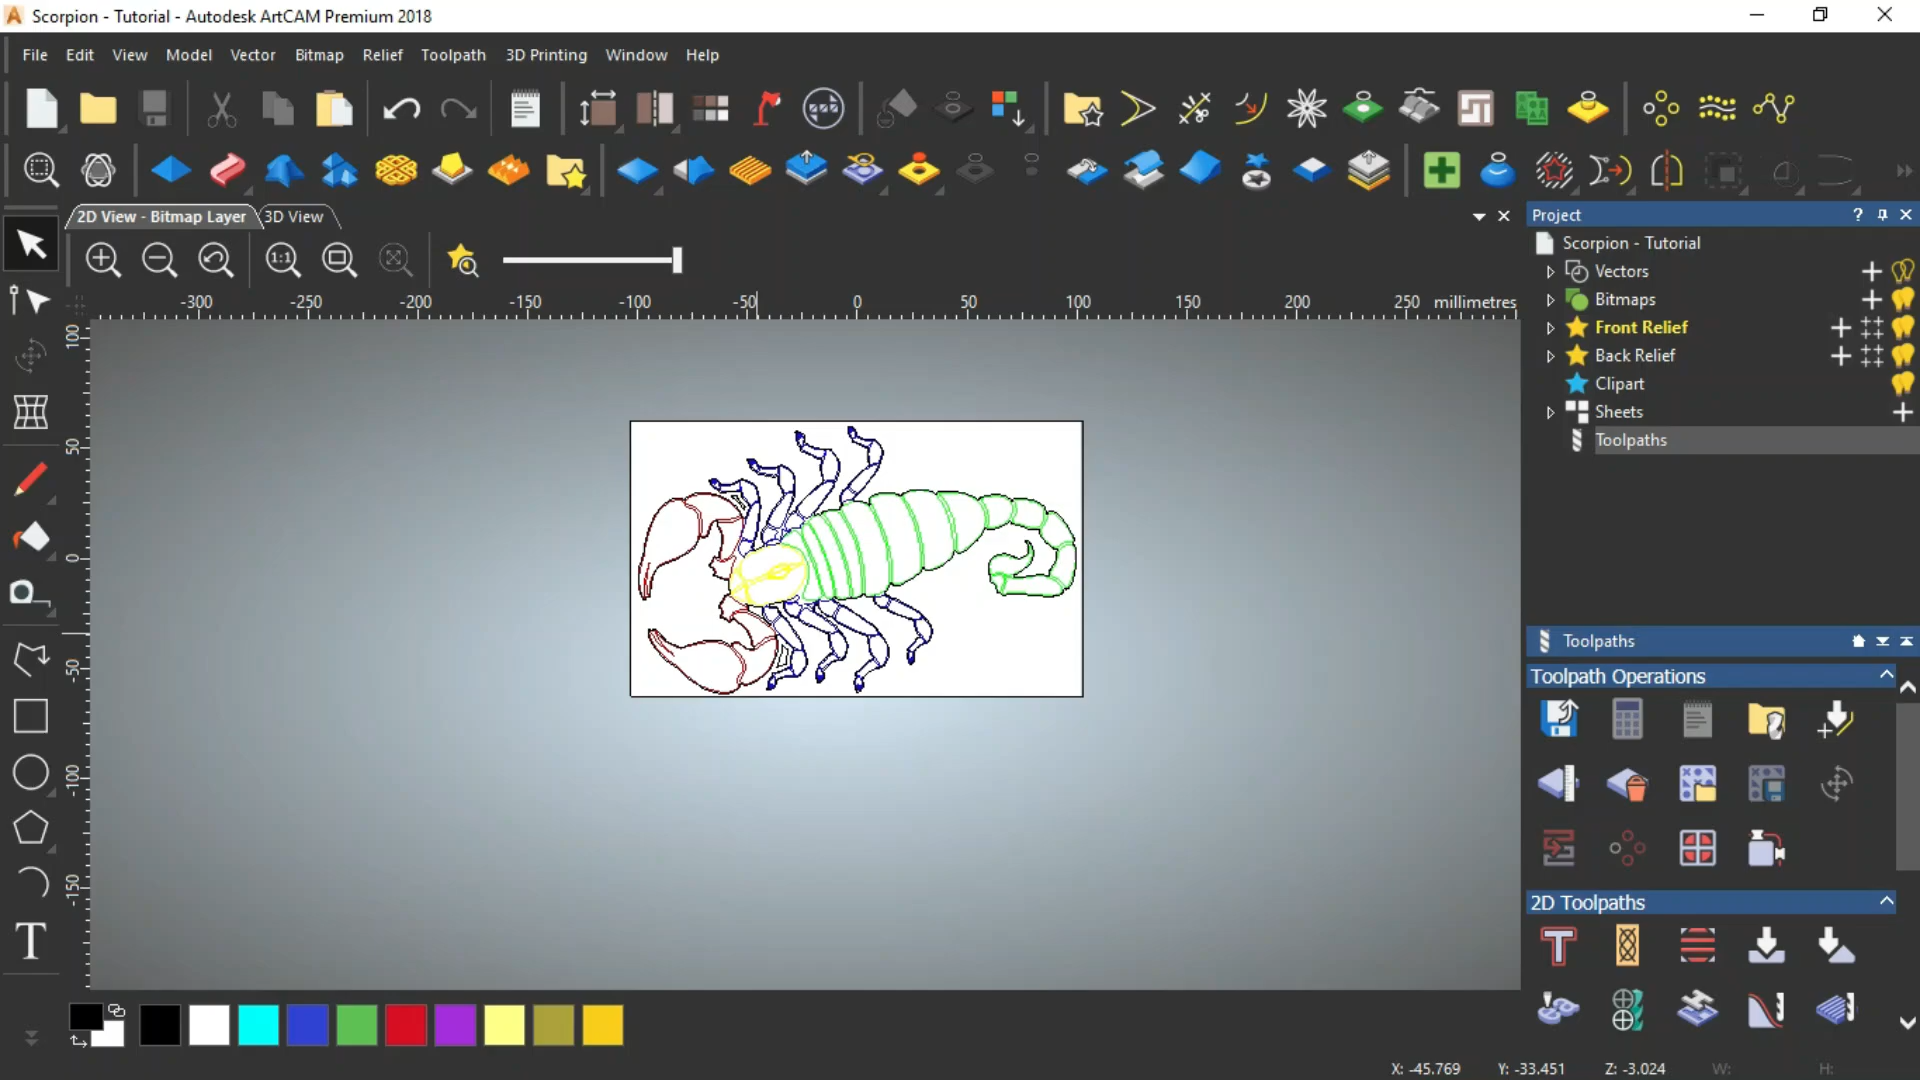 Scorpion - Tutorial - Autodesk ArtCAM Premium 2018
File Edit View Model Vector Bitmap Relief Toolpath 3D Printing Window Help
2D View - Bitmap Layer 3D View
Project ?
1:1
Scorpion - Tutorial
Vectors
Bitmaps
Front Relief
Back Relief
Clipart
Sheets
Toolpaths
-300 -250 -200 -150 -100 -50 0 50 100 150 200 250 millimetres
100
50
0
-50
-100
-150
Toolpaths
Toolpath Operations
2D Toolpaths
T
T
X: -45.769 Y: -33.451 Z: -3.024 W: H: